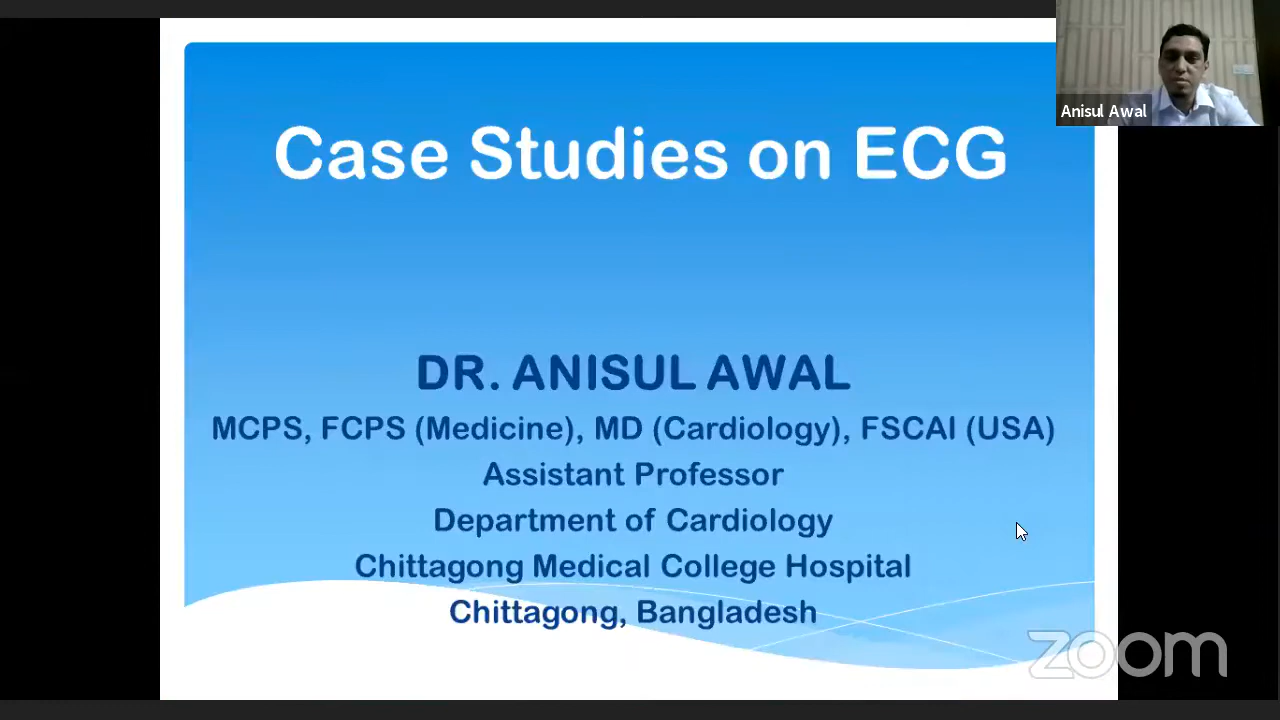 Case Studies on ECG
Anisul Awal
DR. ANISUL AWAL
MCPS, FCPS (Medicine), MD (Cardiology), FSCAI (USA)
Assistant Professor
Department of Cardiology
Chittagong Medical College Hospital
Chittagong, Bangladesh
zoom